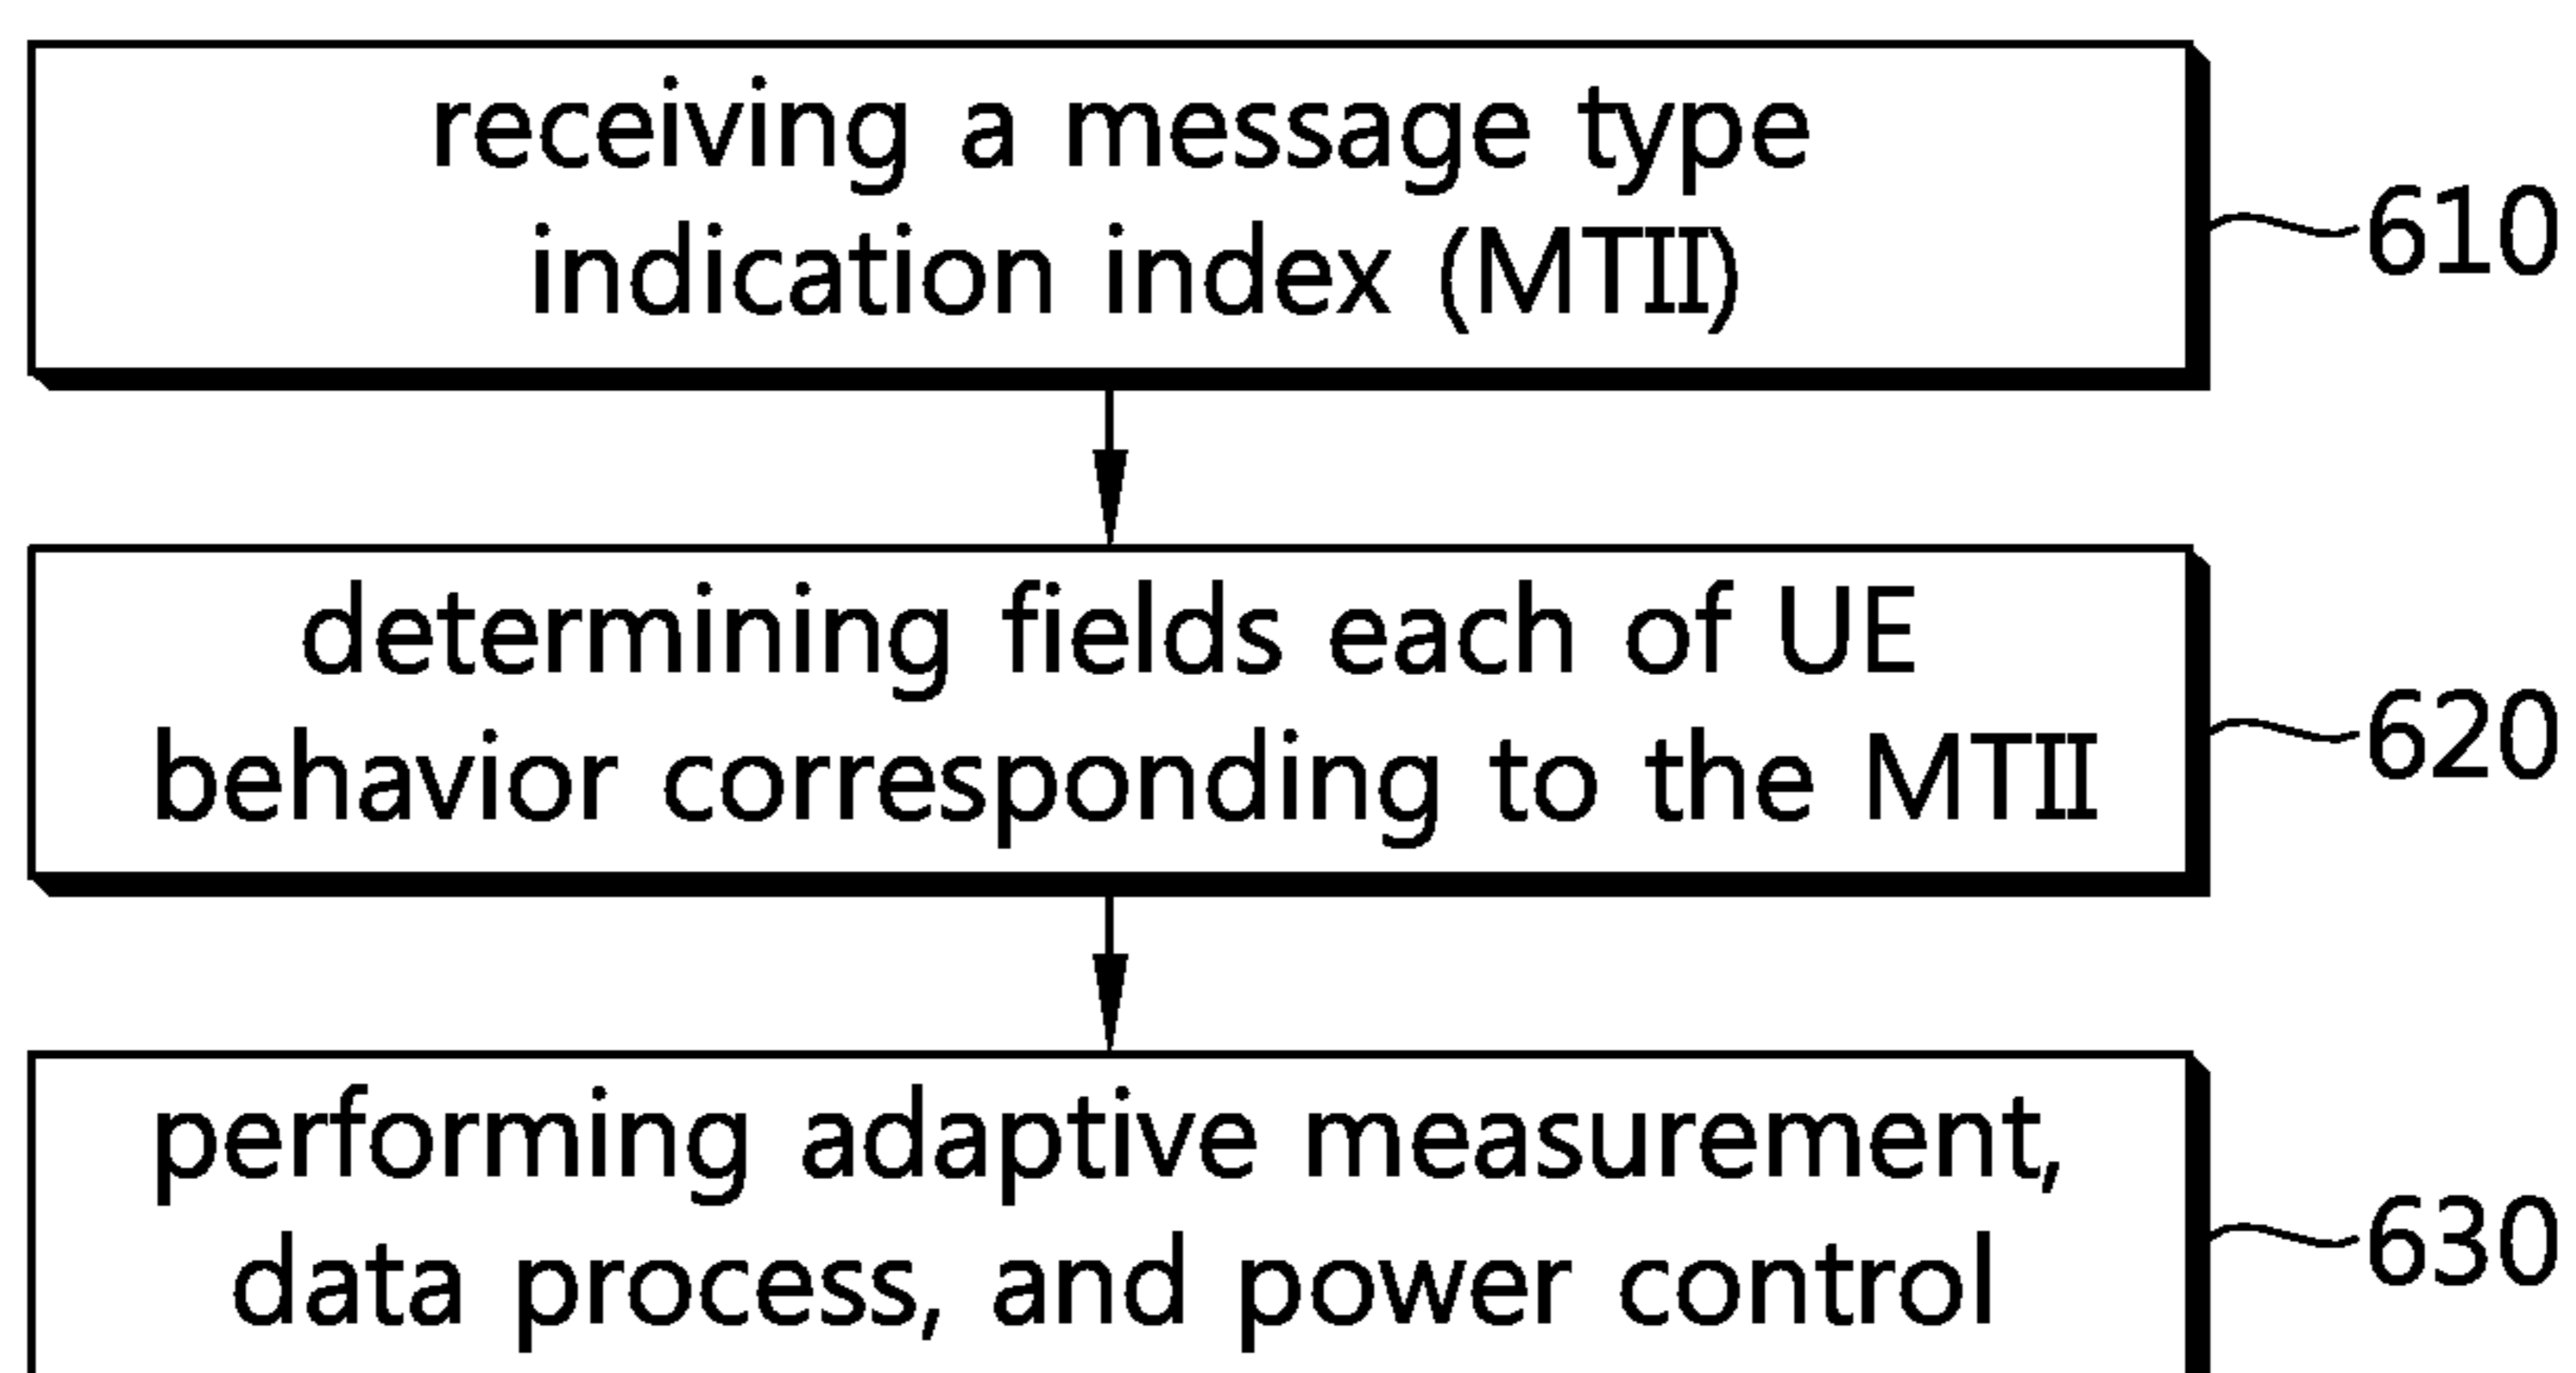 receiving a message type
indication index (MTII)
610
determining fields each of UE
behavior corresponding to the MTII
620
performing adaptive measurement,
data process, and power control
630